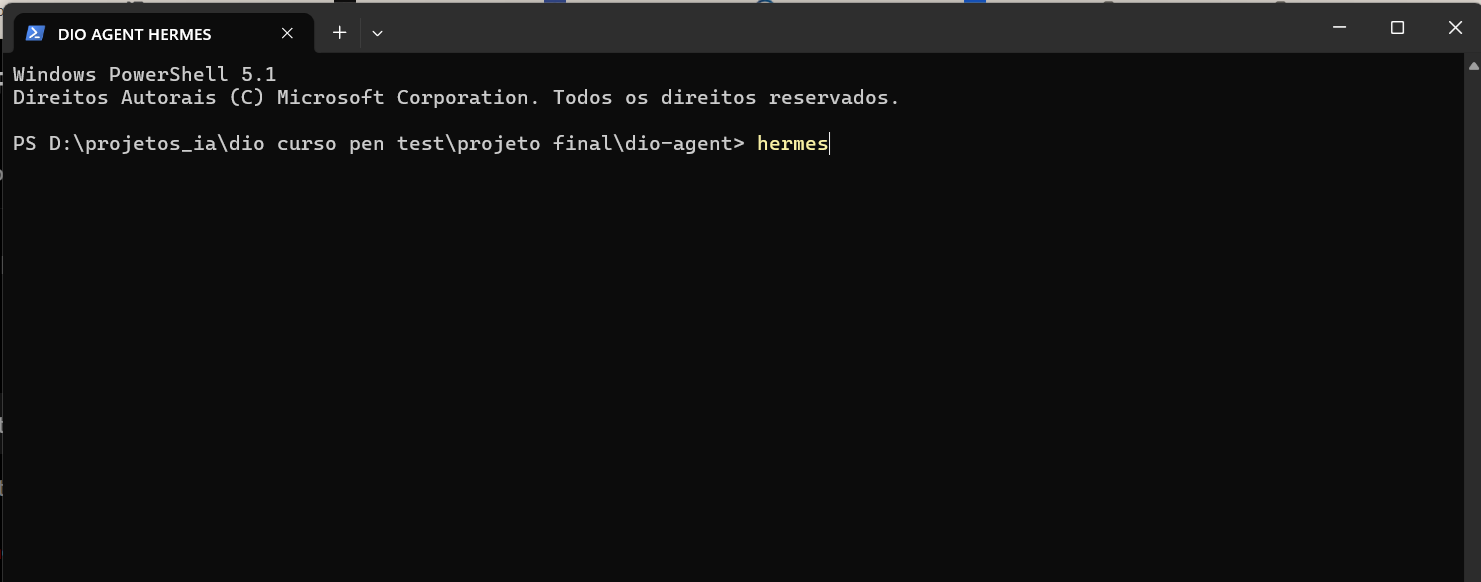 DIO AGENT HERMES
Windows PowerShell 5.1
Direitos Autorais (C) Microsoft Corporation. Todos os direitos reservados.
PS D:\projetos_ia\dio curso pen test\projeto final\dio-agent> hermes